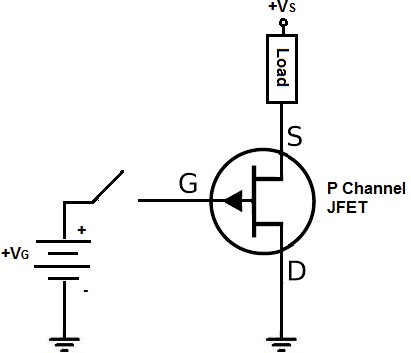 +VS
Load
S
G
P Channel
JFET
+
+VG
-
D